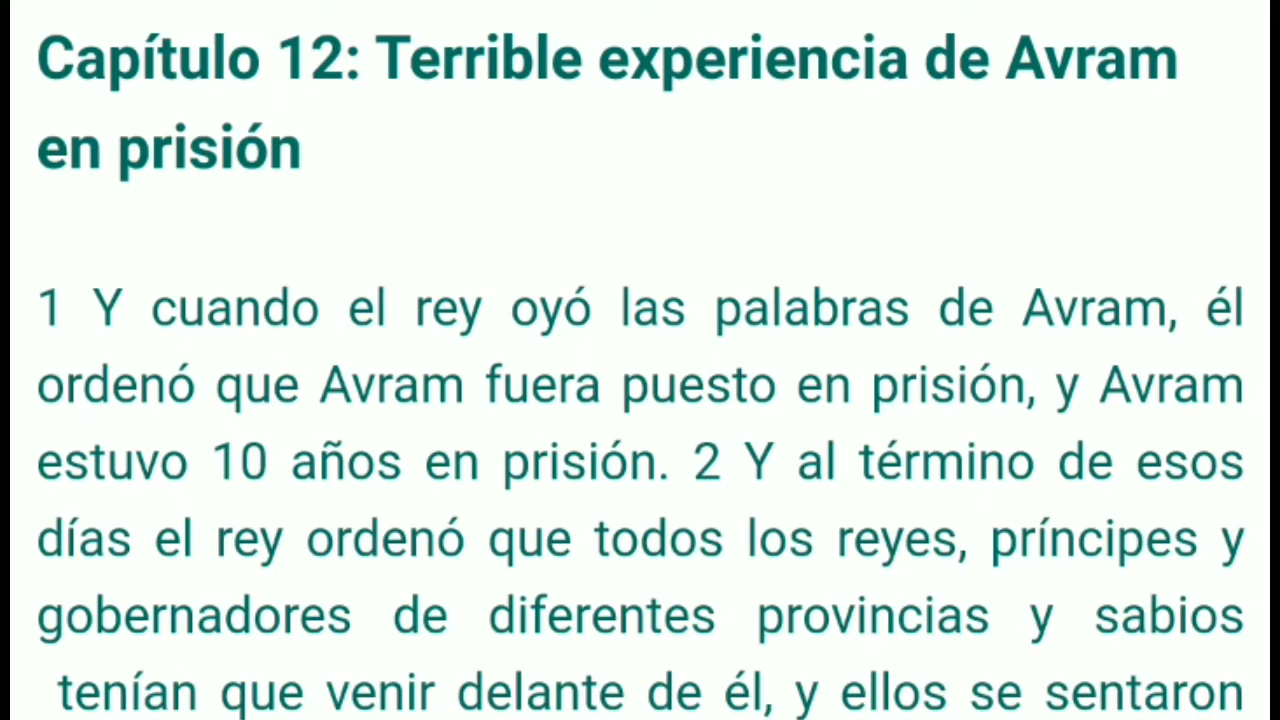 Capítulo 12: Terrible experiencia de Avram
en prisión
1 Y cuando el rey oyó las palabras de Avram, él
ordenó que Avram fuera puesto en prisión, y Avram
estuvo 10 años en prisión. 2 Y al término de esos
días el rey ordenó que todos los reyes, príncipes y
gobernadores de diferentes provincias y sabios
tenían que venir delante de él, y ellos se sentaron